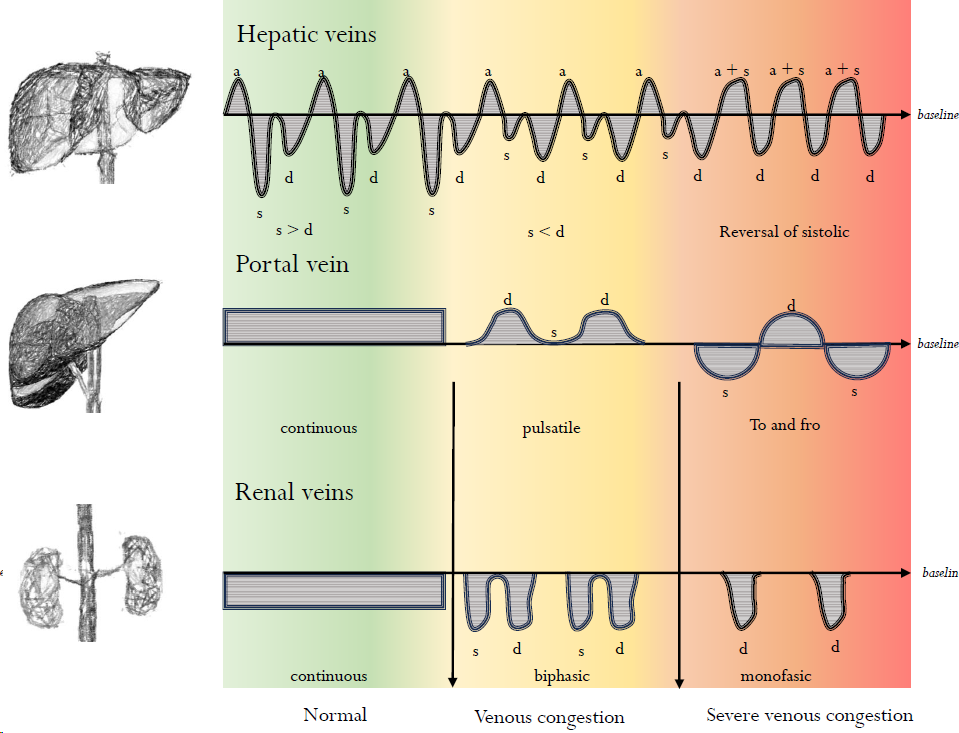 Hepatic veins
a a a a a a a + s a + s a + s
baseline
s d s d s d s d s d s d d d d
s > d
s < d
Reversal of sistolic
Portal vein
d s d d
baseline
s s
continuous
pulsatile
To and fro
Renal veins
baselin
s d s d d d
continuous
biphasic
monofasic
Normal
Venous congestion
Severe venous congestion